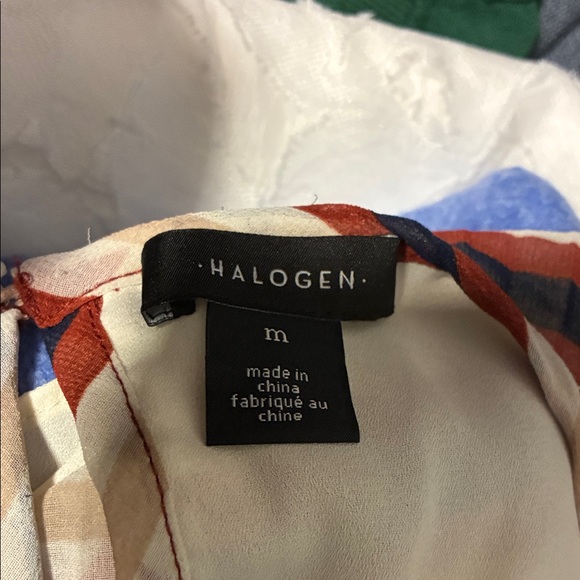 ·HALOGEN·
m
made in
china
fabriqué au
chine